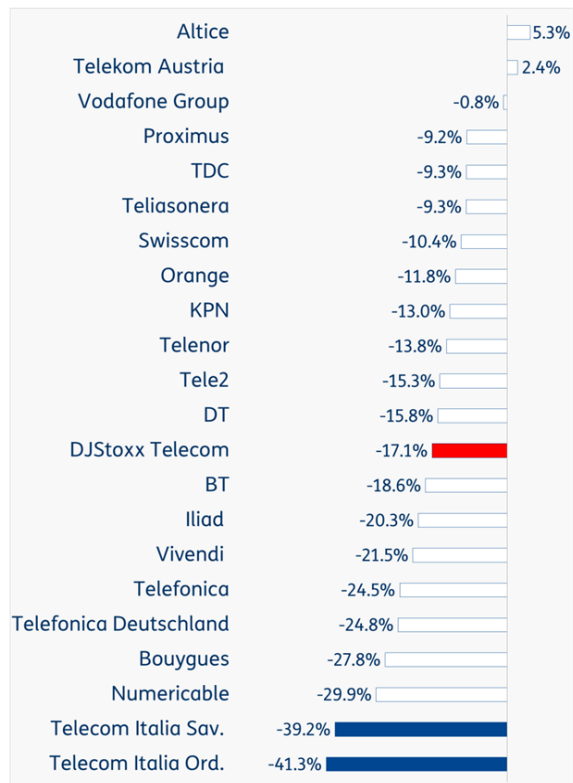 Altice 5.3%
Telekom Austria 2.4%
Vodafone Group -0.8%
Proximus -9.2%
TDC -9.3%
Teliasonera -9.3%
Swisscom -10.4%
Orange -11.8%
KPN -13.0%
Telenor -13.8%
Tele2 -15.3%
DT -15.8%
DJStoxx Telecom -17.1%
BT -18.6%
Iliad -20.3%
Vivendi -21.5%
Telefonica -24.5%
Telefonica Deutschland -24.8%
Bouygues -27.8%
Numericable -29.9%
Telecom Italia Sav. -39.2%
Telecom Italia Ord. -41.3%